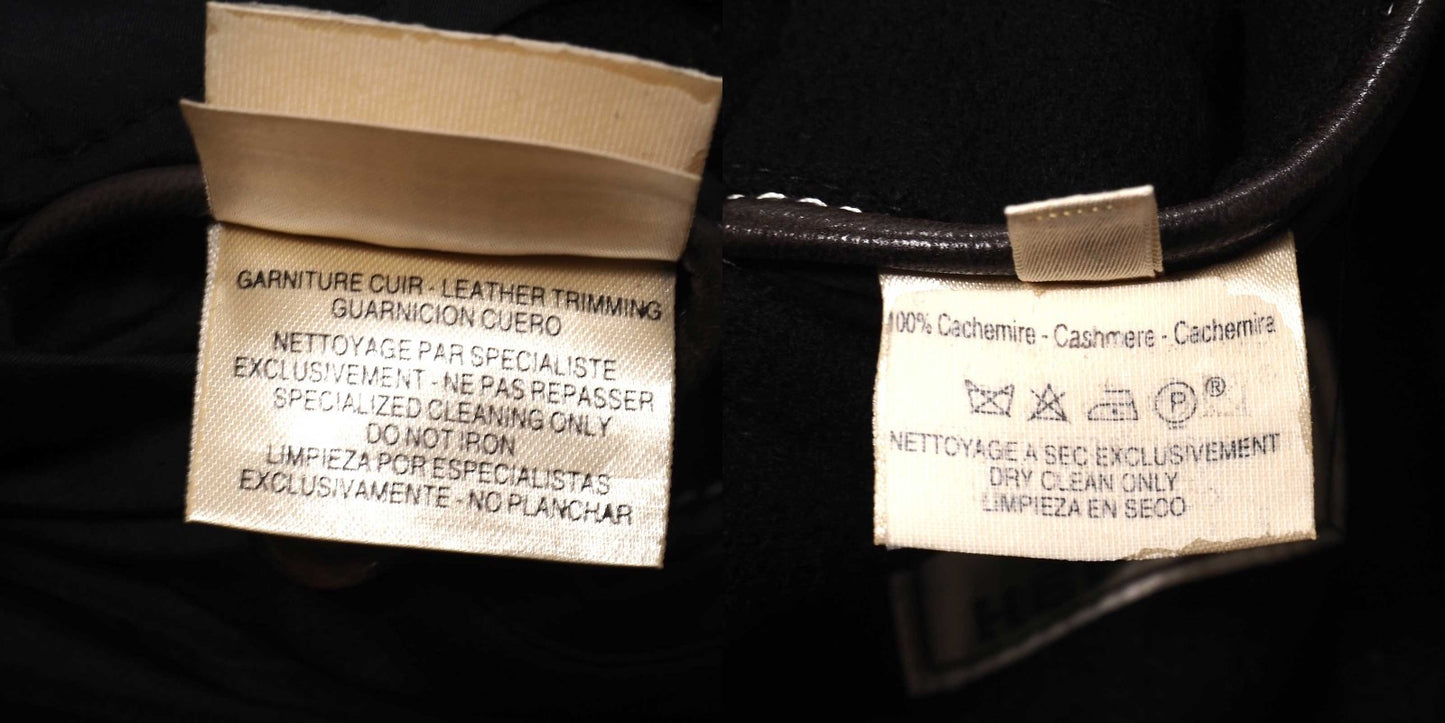 GARNITURE CUIR - LEATHER TRIMMING
GUARNICION CUERO
NETTOYAGE PAR SPECIALISTE
EXCLUSIVEMENT - NE PAS REPASSER
SPECIALIZED CLEANING ONLY
DO NOT IRON
LIMPIEZA POR ESPECIALISTAS
EXCLUSIVAMENTE - NO PLANCHAR
100% Cachemire - Cashmere - Cachemira
P ®
NETTOYAGE A SEC EXCLUSIVEMENT
DRY CLEAN ONLY
LIMPIEZA EN SECO